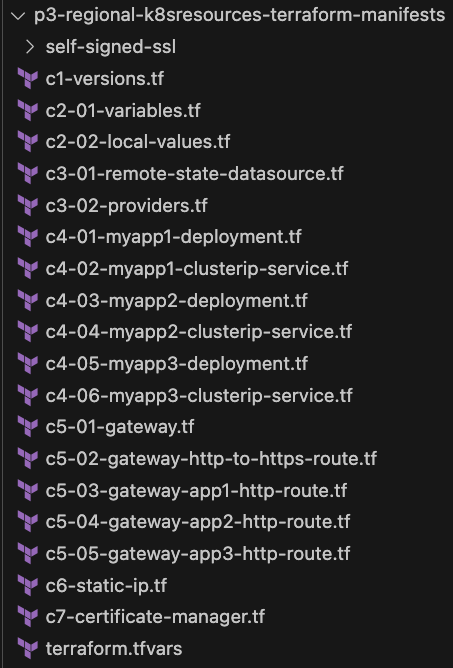 p3-regional-k8sresources-terraform-manifests
self-signed-ssl
c1-versions.tf
c2-01-variables.tf
c2-02-local-values.tf
c3-01-remote-state-datasource.tf
c3-02-providers.tf
c4-01-myapp1-deployment.tf
c4-02-myapp1-clusterip-service.tf
c4-03-myapp2-deployment.tf
c4-04-myapp2-clusterip-service.tf
c4-05-myapp3-deployment.tf
c4-06-myapp3-clusterip-service.tf
c5-01-gateway.tf
c5-02-gateway-http-to-https-route.tf
c5-03-gateway-app1-http-route.tf
c5-04-gateway-app2-http-route.tf
c5-05-gateway-app3-http-route.tf
c6-static-ip.tf
c7-certificate-manager.tf
terraform.tfvars